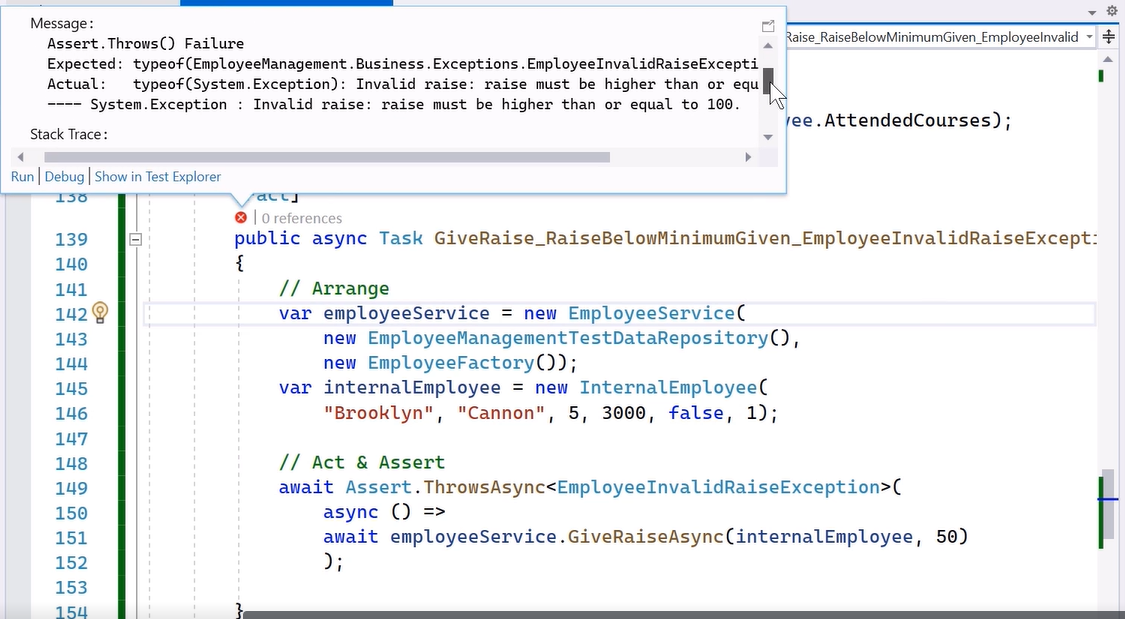 Message:
Assert.Throws() Failure
Expected: typeof(EmployeeManagement.Business.Exceptions.EmployeeInvalidRaiseExcepti
Actual: typeof(System.Exception): Invalid raise: raise must be higher than or equ
---- System.Exception : Invalid raise: raise must be higher than or equal to 100.
Stack Trace:
Run | Debug | Show in Test Explorer
Raise_RaiseBelowMinimumGiven_EmployeeInvalid
yee.AttendedCourses);
138 act]
0 references
139 public async Task GiveRaise_RaiseBelowMinimumGiven_EmployeeInvalidRaiseExcepti
140 {
141 // Arrange
142 var employeeService = new EmployeeService(
143 new EmployeeManagementTestDataRepository(),
144 new EmployeeFactory());
145 var internalEmployee = new InternalEmployee(
146 "Brooklyn", "Cannon", 5, 3000, false, 1);
147
148 // Act & Assert
149 await Assert.ThrowsAsync<EmployeeInvalidRaiseException>(
150 async () =>
151 await employeeService.GiveRaiseAsync(internalEmployee, 50)
152 );
153
154 }